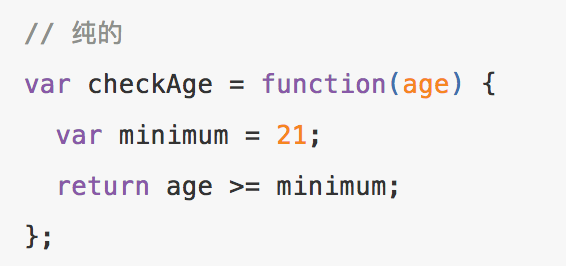 // 纯的
var checkAge = function(age) {
  var minimum = 21;
  return age >= minimum;
};